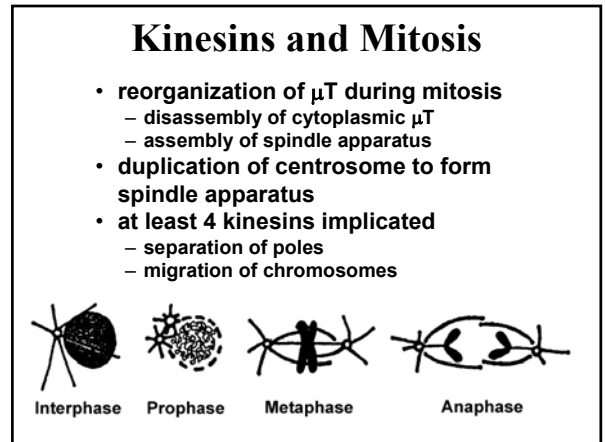 Kinesins and Mitosis
• reorganization of μT during mitosis
– disassembly of cytoplasmic μT
– assembly of spindle apparatus
• duplication of centrosome to form
spindle apparatus
• at least 4 kinesins implicated
– separation of poles
– migration of chromosomes
Interphase Prophase Metaphase Anaphase